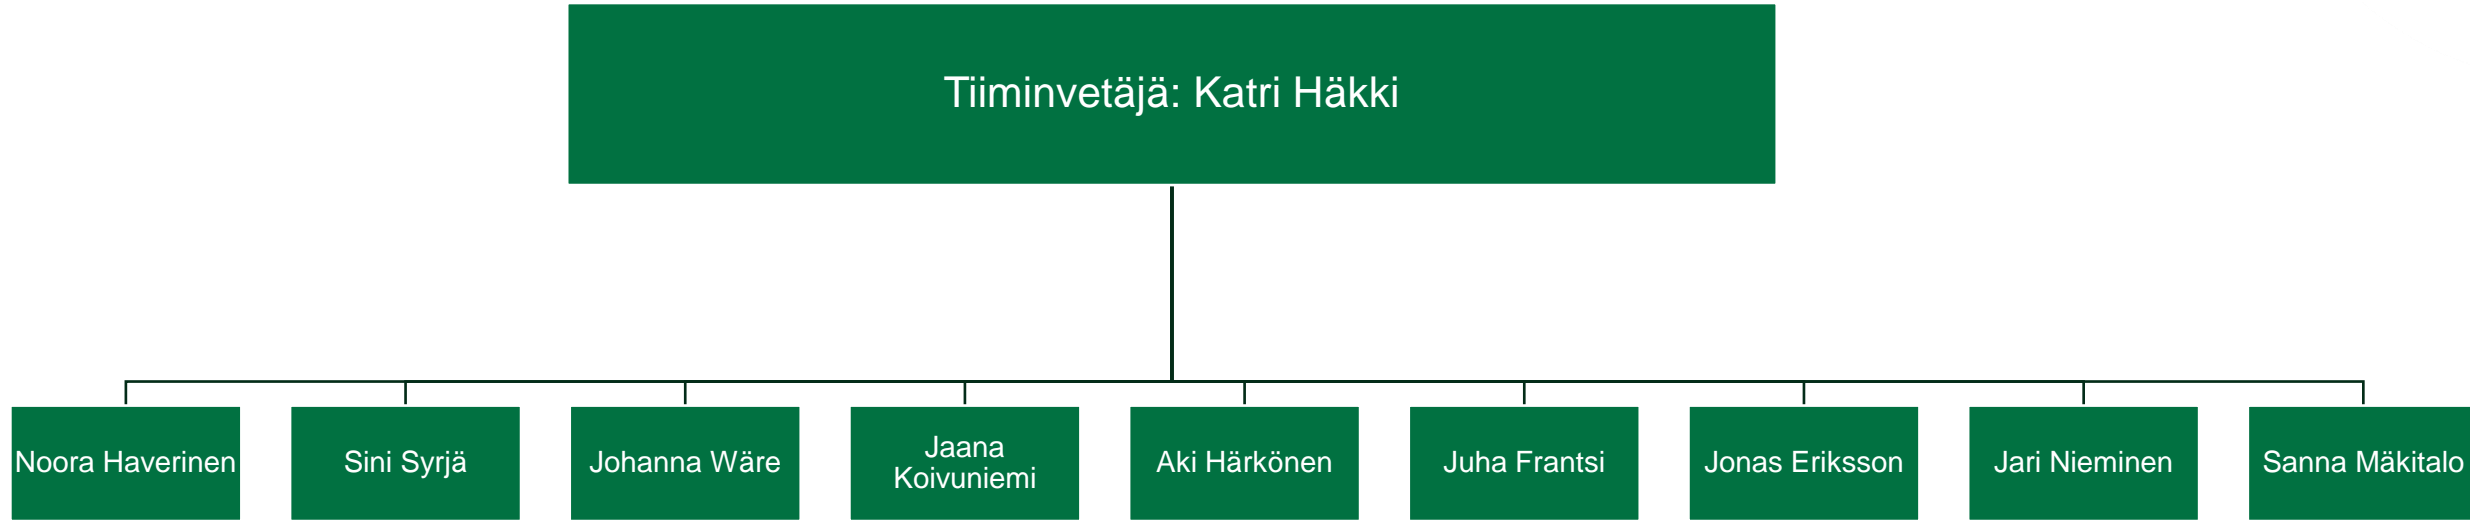 Tiiminvetäjä: Katri Häkki
Noora Haverinen
Sini Syrjä
Johanna Wäre
Jaana
Koivuniemi
Aki Härkönen
Juha Frantsi
Jonas Eriksson
Jari Nieminen
Sanna Mäkitalo